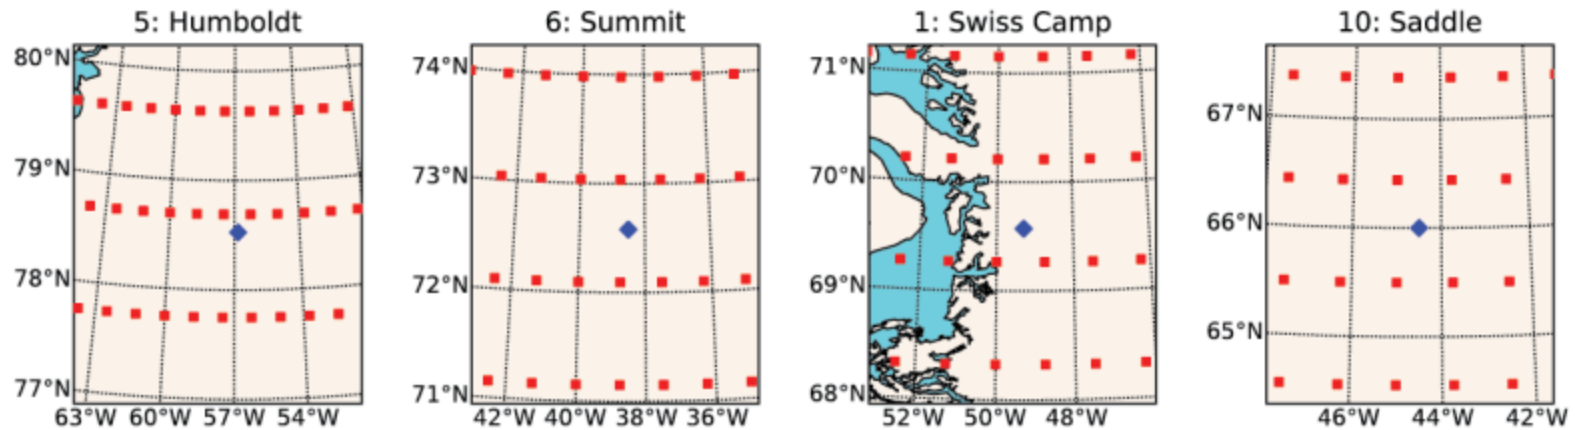 5: Humboldt
80°N
79°N
78°N
77°N
63°W 60°W 57°W 54°W
6: Summit
74°N
73°N
72°N
71°N
42°W 40°W 38°W 36°W
1: Swiss Camp
71°N
70°N
69°N
68°N
52°W 50°W 48°W
10: Saddle
67°N
66°N
65°N
46°W 44°W 42°W